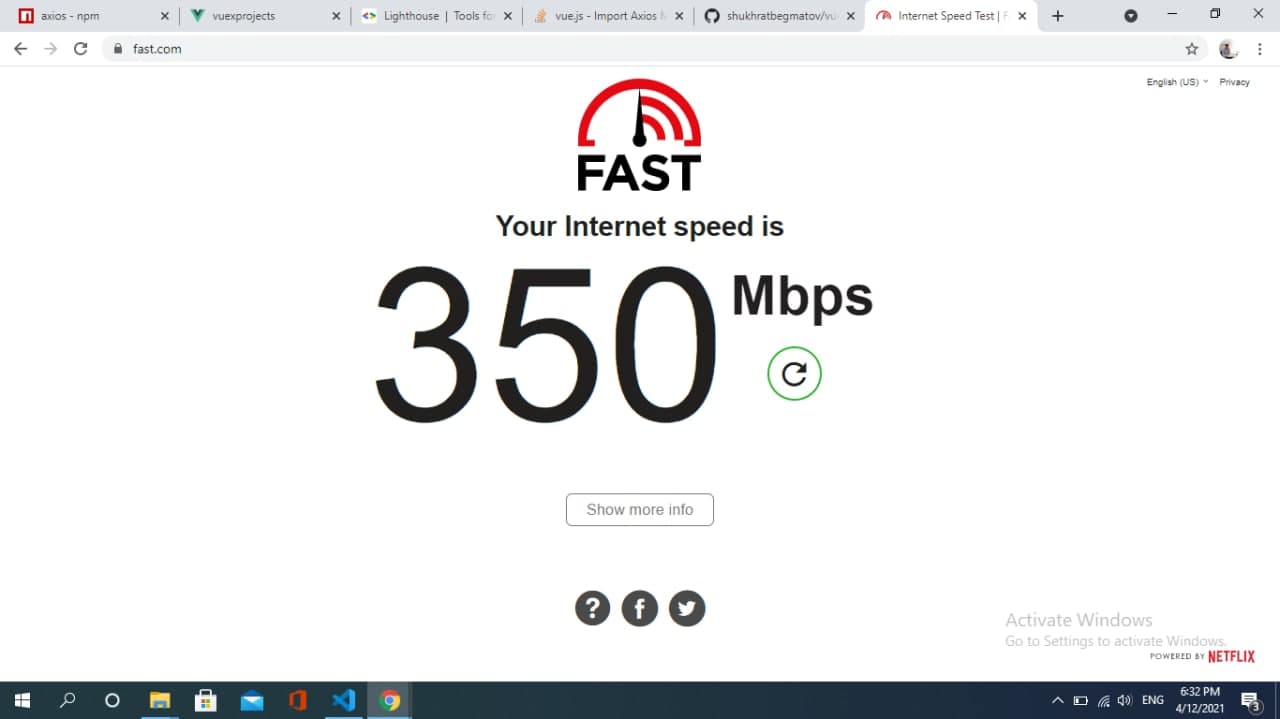 axios - npm
vuexprojects
Lighthouse | Tools fo
vue.js - Import Axios
shukhratbegmatov/vu
Internet Speed Test | F
fast.com
English (US)
Privacy
FAST
Your Internet speed is
350 Mbps
Show more info
?
f
Activate Windows
Go to Settings to activate Windows.
POWERED BY NETFLIX
ENG
6:32 PM
4/12/2021
3